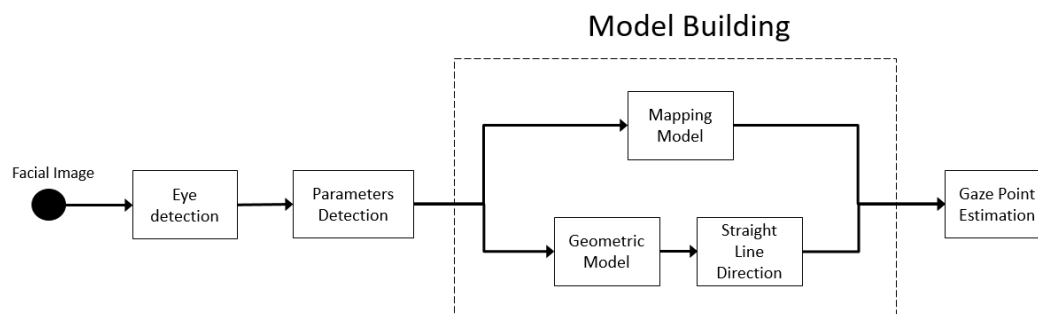 Model Building
Facial Image
Eye
detection
Parameters
Detection
Mapping
Model
Geometric
Model
Straight
Line
Direction
Gaze Point
Estimation